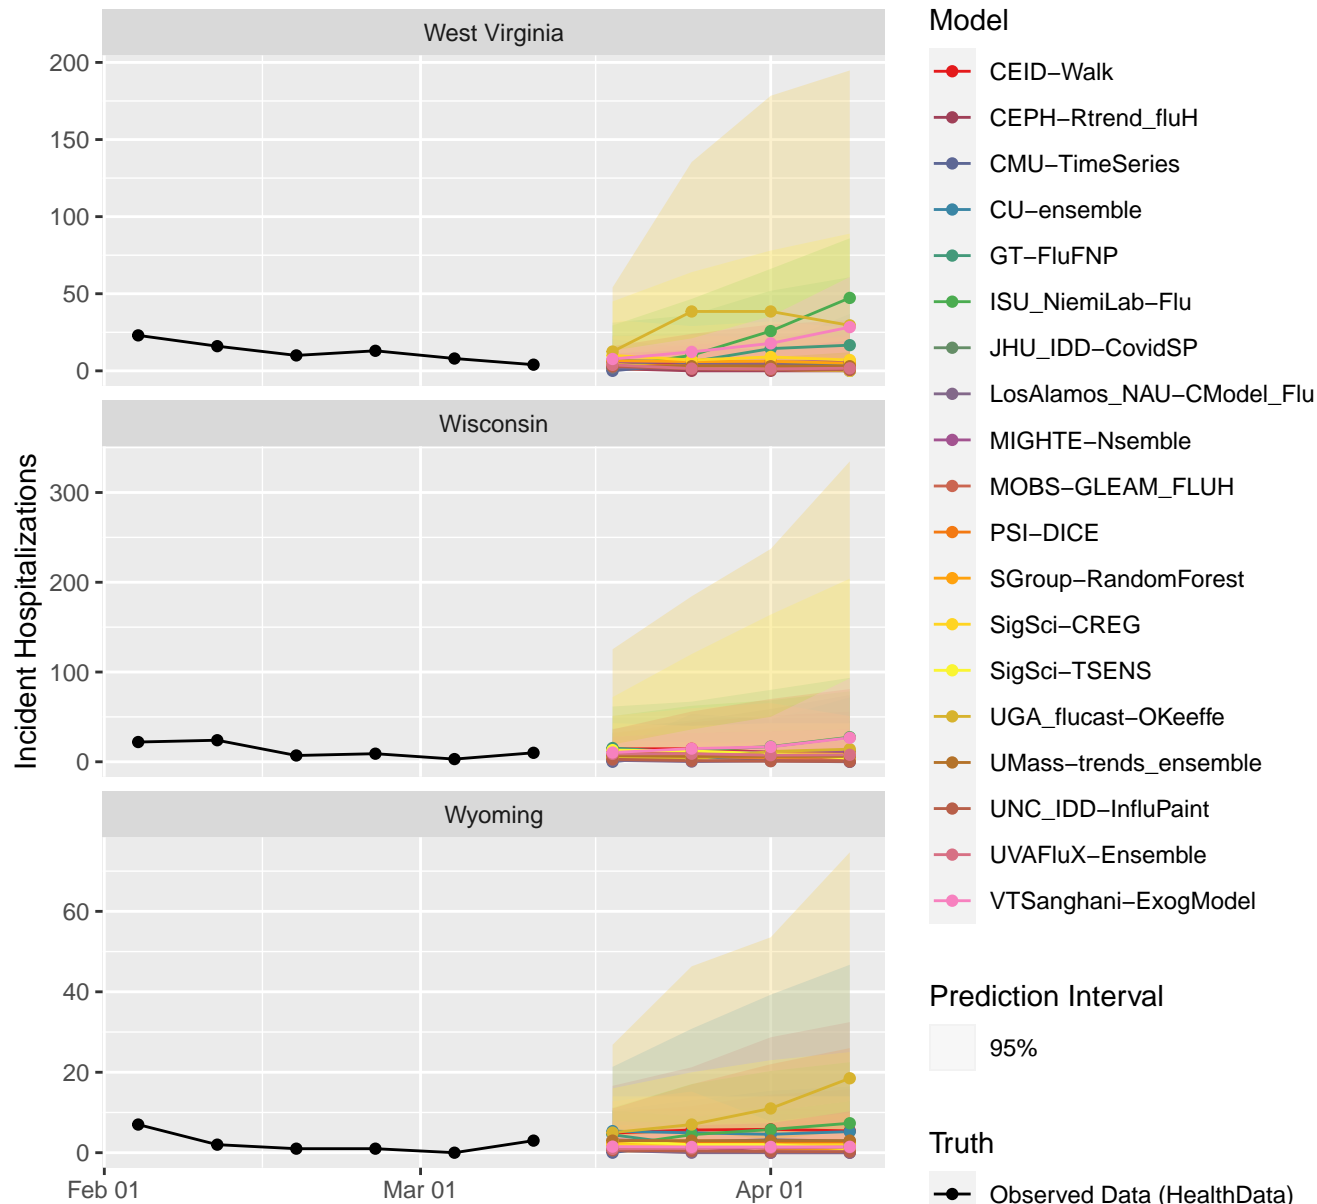 West Virginia
200
150
100
50
0
Wisconsin
300
200
100
0
Wyoming
60
40
20
0
Feb 01
Mar 01
Apr 01
Incident Hospitalizations
Model
CEID−Walk
CEPH−Rtrend_fluH
CMU−TimeSeries
CU−ensemble
GT−FluFNP
ISU_NiemiLab−Flu
JHU_IDD−CovidSP
LosAlamos_NAU−CModel_Flu
MIGHTE−Nsemble
MOBS−GLEAM_FLUH
PSI−DICE
SGroup−RandomForest
SigSci−CREG
SigSci−TSENS
UGA_flucast−OKeeffe
UMass−trends_ensemble
UNC_IDD−InfluPaint
UVAFluX−Ensemble
VTSanghani−ExogModel
Prediction Interval
95%
Truth
Observed Data (HealthData)